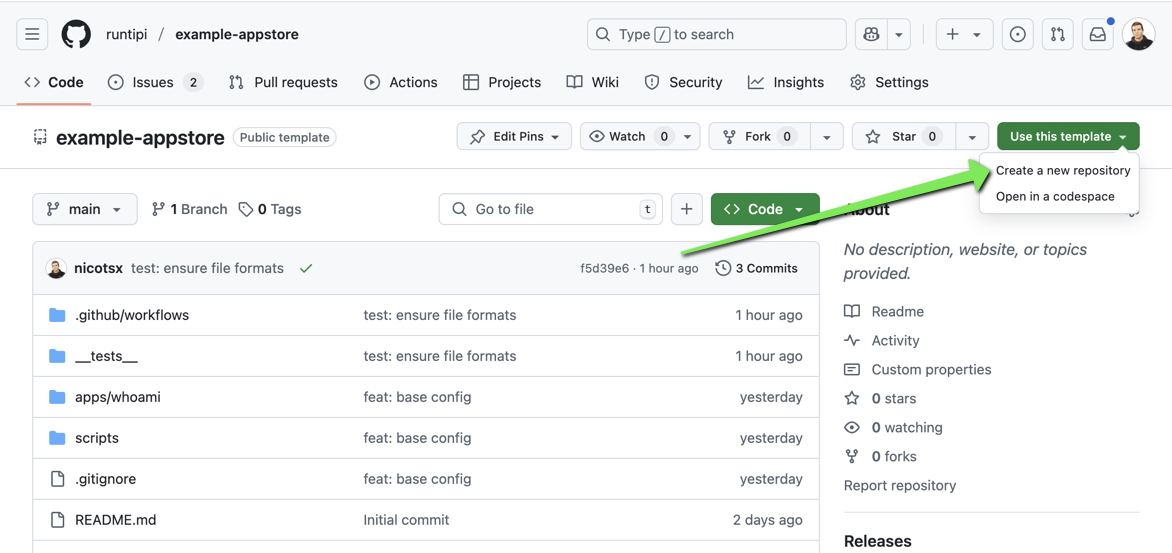 runtipi / example-appstore Type / to search
Code Issues 2 Pull requests Actions Projects Wiki Security Insights Settings
example-appstore Public template Edit Pins Watch 0 Fork 0 Star 0 Use this template
Create a new repository
Open in a codespace
main 1 Branch 0 Tags Go to file t Code
About
nicotsx test: ensure file formats f5d39e6 · 1 hour ago 3 Commits
No description, website, or topics
provided.
.github/workflows test: ensure file formats 1 hour ago
Readme
__tests__ test: ensure file formats 1 hour ago
Activity
Custom properties
apps/whoami feat: base config yesterday
0 stars
0 watching
scripts feat: base config yesterday
0 forks
.gitignore feat: base config yesterday
Report repository
README.md Initial commit 2 days ago
Releases